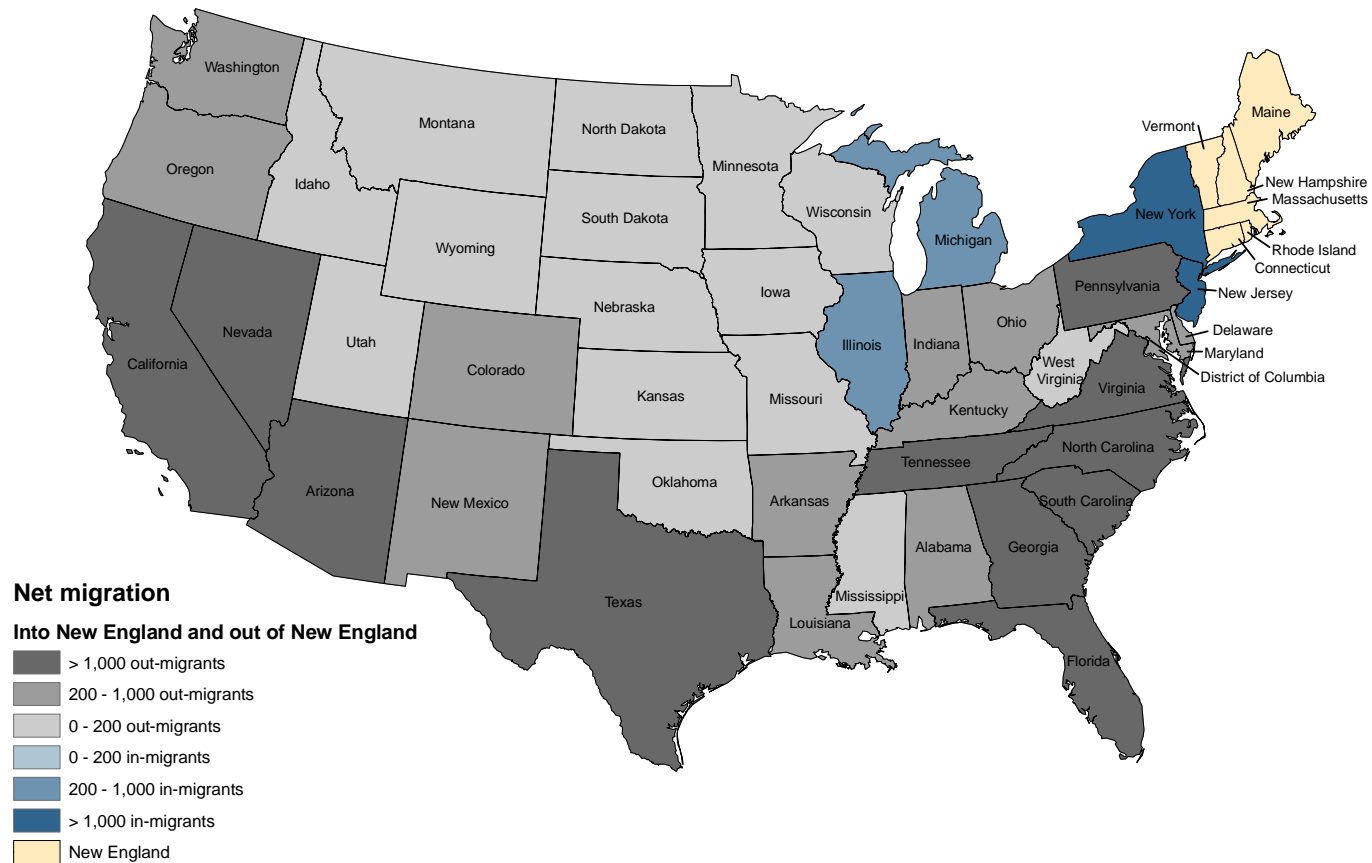 Washington
Montana
North Dakota
Minnesota
Vermont
Maine
Oregon
Idaho
Wisconsin
New Hampshire
Massachusetts
South Dakota
New York
Michigan
Wyoming
Rhode Island
Connecticut
Iowa
Pennsylvania
New Jersey
Nebraska
Nevada
Utah
Ohio
Delaware
Illinois
Indiana
Maryland
California
Colorado
West
Virginia
District of Columbia
Kansas
Missouri
Virginia
Kentucky
North Carolina
Tennessee
Oklahoma
Arizona
New Mexico
Arkansas
South Carolina
Alabama
Georgia
Texas
Mississippi
Louisiana
Florida
Net migration
Into New England and out of New England
> 1,000 out-migrants
200 - 1,000 out-migrants
0 - 200 out-migrants
0 - 200 in-migrants
200 - 1,000 in-migrants
> 1,000 in-migrants
New England